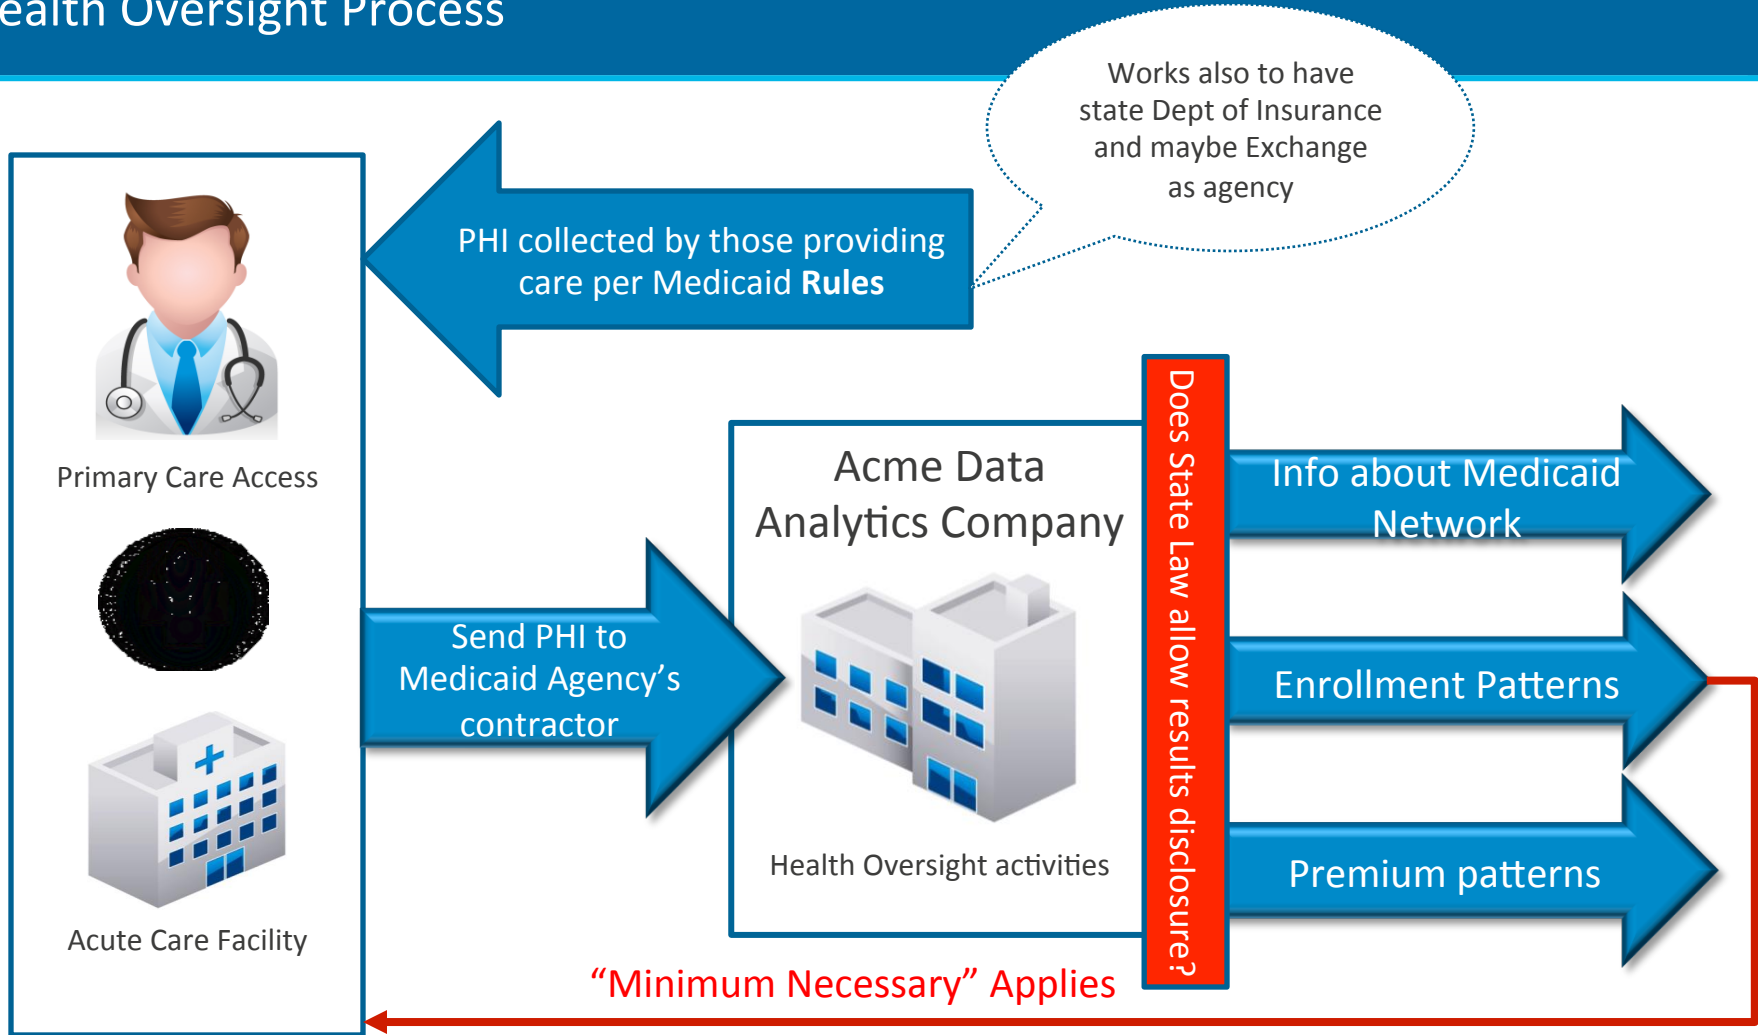 ealth Oversight Process
Works also to have
state Dept of Insurance
and maybe Exchange
as agency
PHI collected by those providing
care per Medicaid Rules
Primary Care Access
Acute Care Facility
Send PHI to
Medicaid Agency’s
contractor
Acme Data
Analytics Company
Health Oversight activities
Does State Law allow results disclosure?
Info about Medicaid
Network
Enrollment Patterns
Premium patterns
“Minimum Necessary” Applies